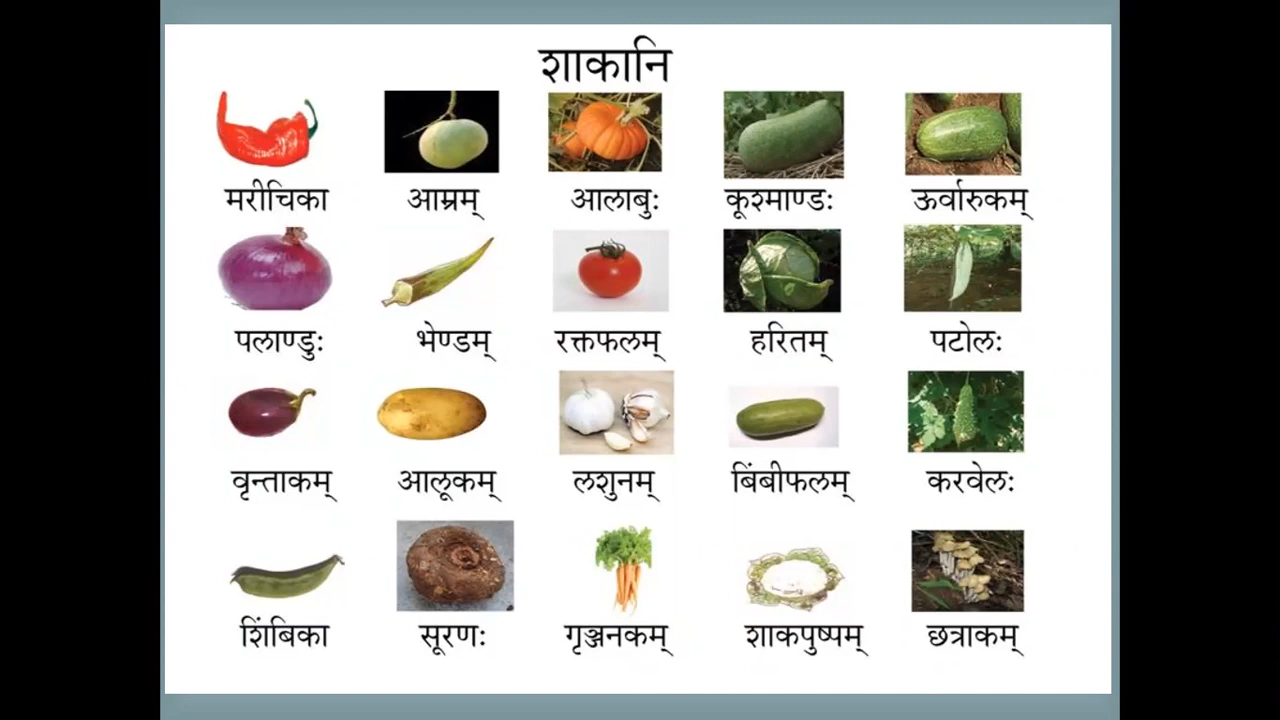 शाकानि
मरीचिका आम्रम् आलाबुः कूश्माण्डः ऊर्वारुकम्
पलाण्डुः भेण्डम् रक्तफलम् हरितम् पटोलः
वृन्ताकम् आलूकम् लशुनम् बिंबीफलम् करवेलः
शिंबिका सूरणः गृञ्जनकम् शाकपुष्पम् छत्राकम्